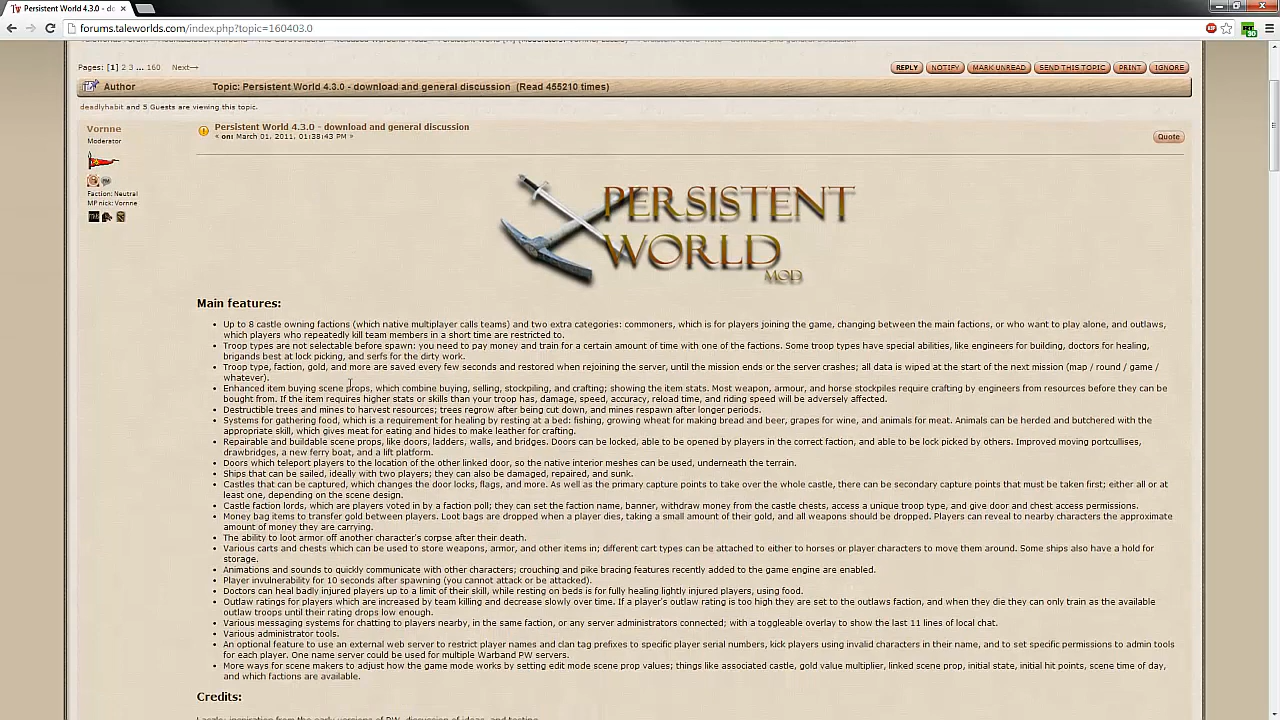 Persistent World 4.3.0 - do
forums.taleworlds.com/index.php?topic=160403.0
30
Pages: [1] 2 3 ... 160 Next→
REPLY NOTIFY MARK UNREAD SEND THIS TOPIC PRINT IGNORE
Author Topic: Persistent World 4.3.0 - download and general discussion (Read 455210 times)
deadlyhabit and 5 Guests are viewing this topic.
Vornne
Moderator
Faction: Neutral
MP nick: Vornne
Persistent World 4.3.0 - download and general discussion
« on: March 01, 2011, 01:38:43 PM »
Quote
PERSISTENT
WORLD
MOD
Main features:
• Up to 8 castle owning factions (which native multiplayer calls teams) and two extra categories: commoners, which is for players joining the game, changing between the main factions, or who want to play alone, and outlaws,
which players who repeatedly kill team members in a short time are restricted to.
• Troop types are not selectable before spawn: you need to pay money and train for a certain amount of time with one of the factions. Some troop types have special abilities, like engineers for building, doctors for healing,
brigands best at lock picking, and serfs for the dirty work.
• Troop type, faction, gold, and more are saved every few seconds and restored when rejoining the server, until the mission ends or the server crashes; all data is wiped at the start of the next mission (map / round / game /
whatever).
• Enhanced item buying scene props, which combine buying, selling, stockpiling, and crafting; showing the item stats. Most weapon, armour, and horse stockpiles require crafting by engineers from resources before they can be
bought from. If the item requires higher stats or skills than your troop has, damage, speed, accuracy, reload time, and riding speed will be adversely affected.
• Destructible trees and mines to harvest resources; trees regrow after being cut down, and mines respawn after longer periods.
• Systems for gathering food, which is a requirement for healing by resting at a bed: fishing, growing wheat for making bread and beer, grapes for wine, and animals for meat. Animals can be herded and butchered with the
appropriate skill, which gives meat for eating and hides to make leather for crafting.
• Repairable and buildable scene props, like doors, ladders, walls, and bridges. Doors can be locked, able to be opened by players in the correct faction, and able to be lock picked by others. Improved moving portcullises,
drawbridges, a new ferry boat, and a lift platform.
• Doors which teleport players to the location of the other linked door, so the native interior meshes can be used, underneath the terrain.
• Ships that can be sailed, ideally with two players; they can also be damaged, repaired, and sunk.
• Castles that can be captured, which changes the door locks, flags, and more. As well as the primary capture points to take over the whole castle, there can be secondary capture points that must be taken first; either all or at
least one, depending on the scene design.
• Castle faction lords, which are players voted in by a faction poll; they can set the faction name, banner, withdraw money from the castle chests, access a unique troop type, and give door and chest access permissions.
• Money bag items to transfer gold between players. Loot bags are dropped when a player dies, taking a small amount of their gold, and all weapons should be dropped. Players can reveal to nearby characters the approximate
amount of money they are carrying.
• The ability to loot armor off another character's corpse after their death.
• Various carts and chests which can be used to store weapons, armor, and other items in; different cart types can be attached to either to horses or player characters to move them around. Some ships also have a hold for
storage.
• Animations and sounds to quickly communicate with other characters; crouching and pike bracing features recently added to the game engine are enabled.
• Player invulnerability for 10 seconds after spawning (you cannot attack or be attacked).
• Doctors can heal badly injured players up to a limit of their skill, while resting on beds is for fully healing lightly injured players, using food.
• Outlaw ratings for players which are increased by team killing and decrease slowly over time. If a player's outlaw rating is too high they are set to the outlaws faction, and when they die they can only train as the available
outlaw troops until their rating drops low enough.
• Various messaging systems for chatting to players nearby, in the same faction, or any server administrators connected; with a toggleable overlay to show the last 11 lines of local chat.
• Various administrator tools.
• An optional feature to use an external web server to restrict player names and clan tag prefixes to specific player serial numbers, kick players using invalid characters in their name, and to set specific permissions to admin tools
for each player. One name server could be used for multiple Warband PW servers.
• More ways for scene makers to adjust how the game mode works by setting edit mode scene prop values; things like associated castle, gold value multiplier, linked scene prop, initial state, initial hit points, scene time of day,
and which factions are available.
Credits: